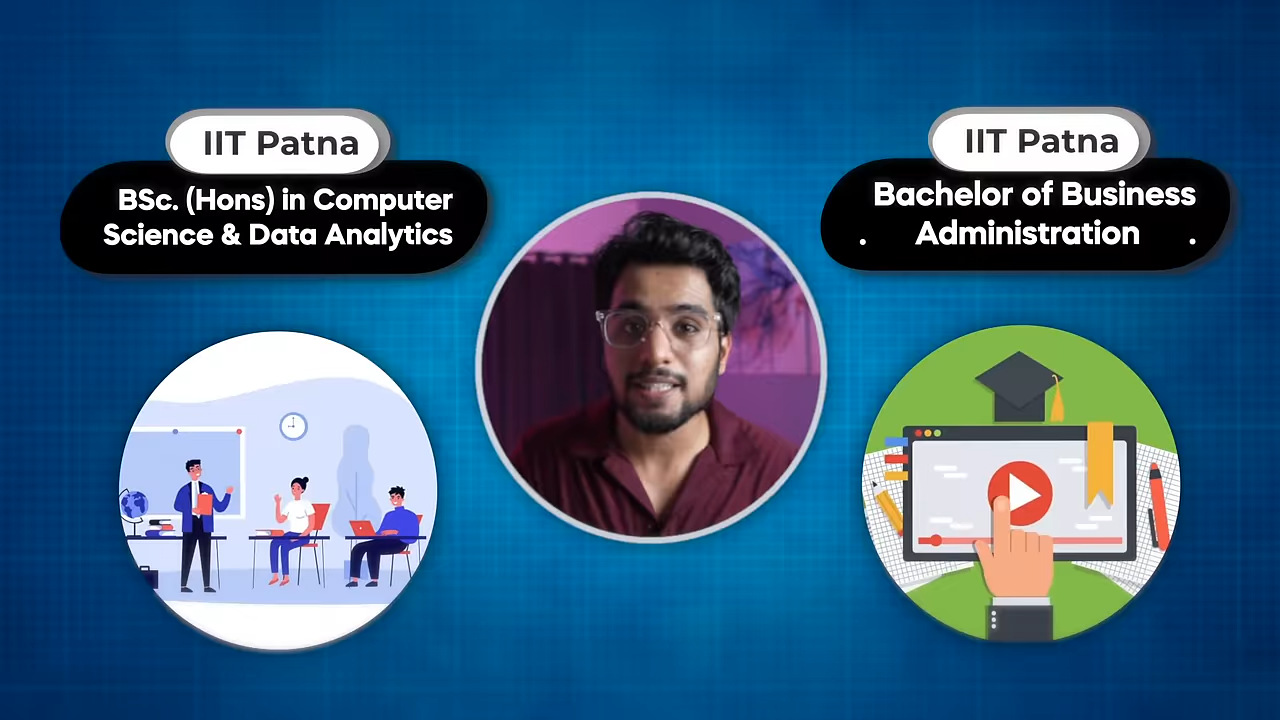 IIT Patna
BSc. (Hons) in Computer
Science & Data Analytics
IIT Patna
Bachelor of Business
. Administration .